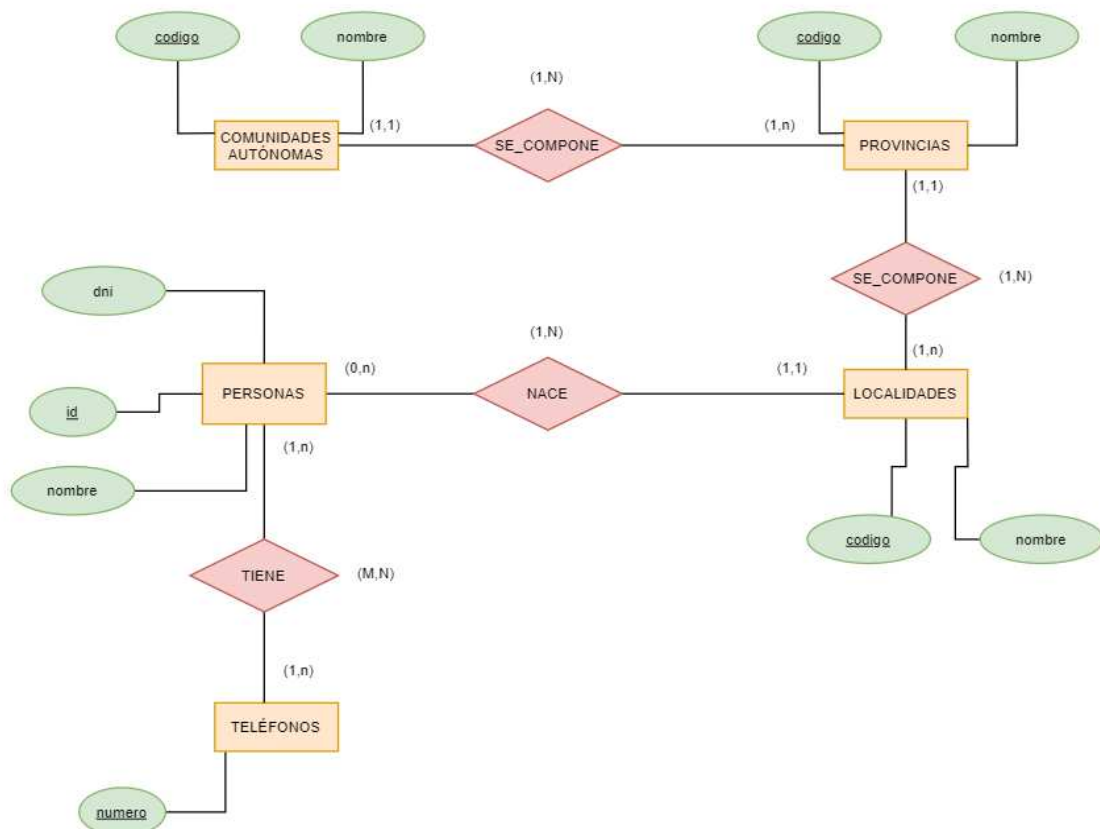 codigo
nombre
codigo
nombre
(1,N)
(1,1)
(1,n)
COMUNIDADES
AUTÓNOMAS
SE_COMPONE
PROVINCIAS
(1,1)
dni
SE_COMPONE
(1,N)
(1,N)
(0,n)
(1,1)
(1,n)
PERSONAS
NACE
LOCALIDADES
id
(1,n)
nombre
codigo
nombre
TIENE
(M,N)
(1,n)
TELÉFONOS
numero